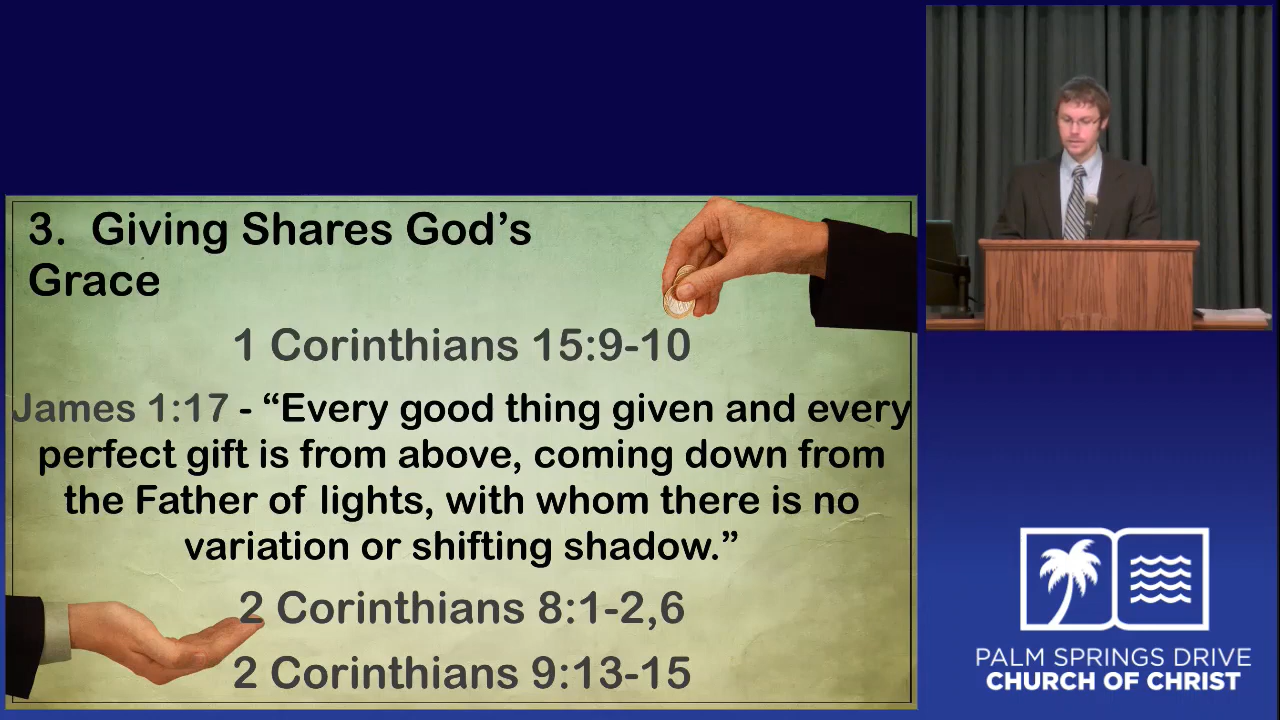 3.  Giving Shares God’s
Grace
1 Corinthians 15:9-10
James 1:17 - “Every good thing given and every
perfect gift is from above, coming down from
the Father of lights, with whom there is no
variation or shifting shadow.”
2 Corinthians 8:1-2,6
2 Corinthians 9:13-15
PALM SPRINGS DRIVE
CHURCH OF CHRIST